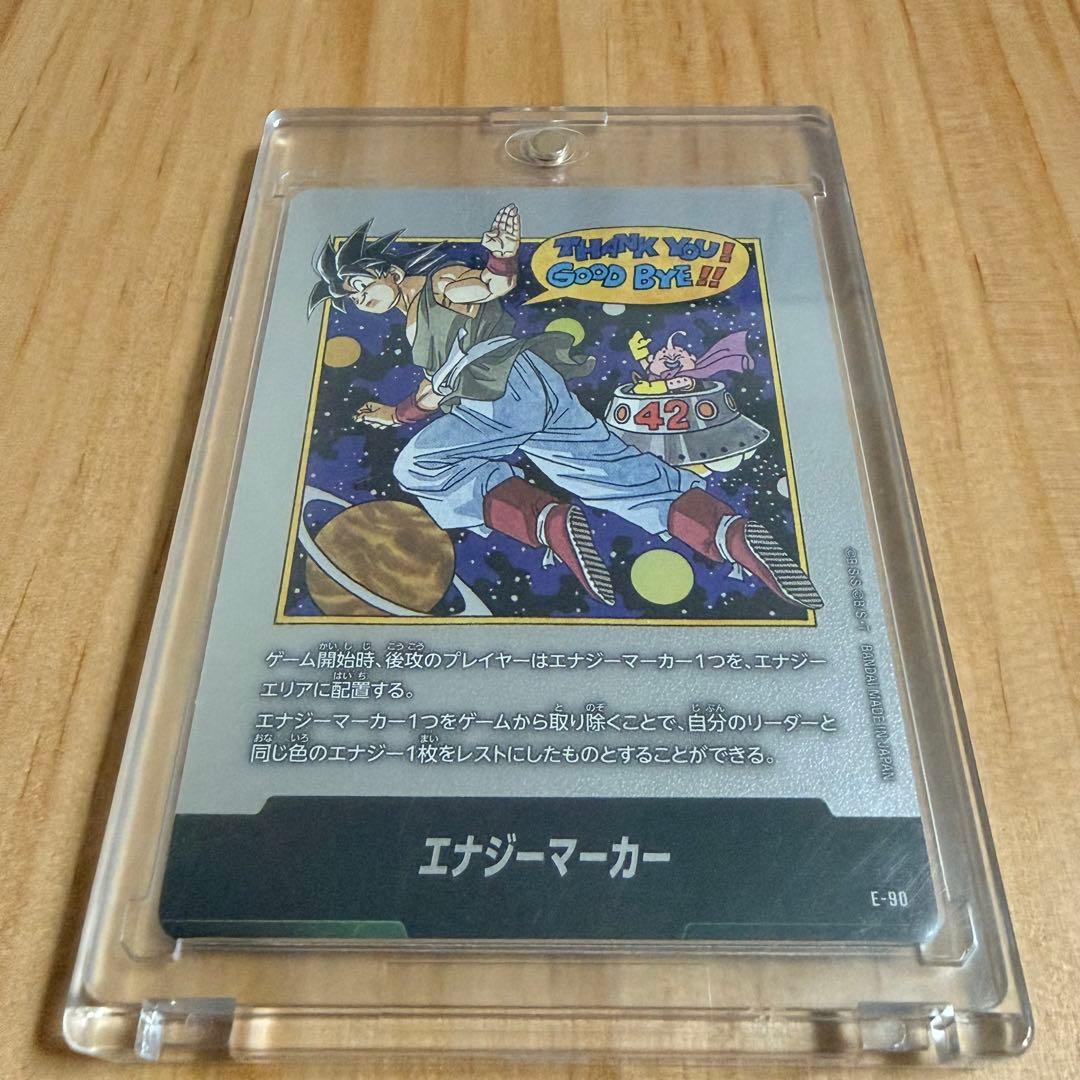 THANK YOU!
GOOD BYE!!
42
ゲーム開始時、後攻のプレイヤーはエナジーマーカー1つを、エナジー
エリアに配置する。
エナジーマーカー1つをゲームから取り除くことで、自分のリーダーと
同じ色のエナジー1枚をレストにしたものとすることができる。
©B S S ©B S・T BANDAI MADE IN JAPAN
エナジーマーカー
E-90